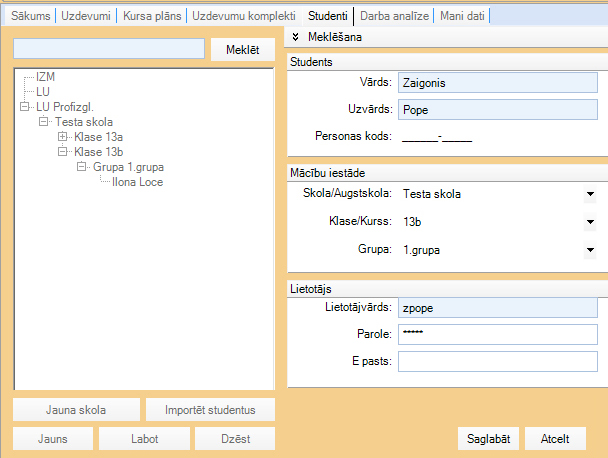 Sākums Uzdevumi Kursa plāns Uzdevumu komplekti Studenti Darba analīze Mani dati
Meklēt
IZM
LU
LU Profizgl.
Testa skola
Klase 13a
Klase 13b
Grupa 1.grupa
Ilona Loce
Jauna skola Importēt studentus
Jauns Labot Dzēst
Meklēšana
Students
Vārds: Zaigonis
Uzvārds: Pope
Personas kods: ______-_____
Mācību iestāde
Skola/Augstskola: Testa skola
Klase/Kurss: 13b
Grupa: 1.grupa
Lietotājs
Lietotājvārds: zpope
Parole: *****
E pasts:
Saglabāt Atcelt